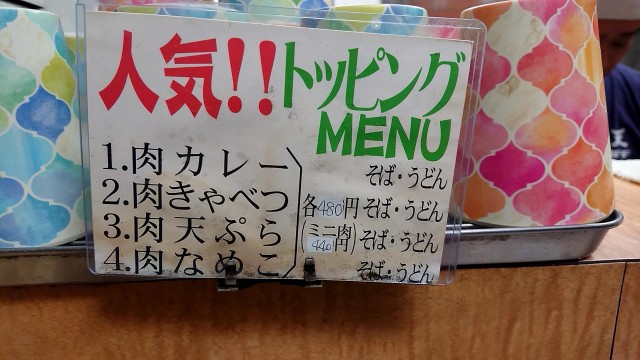 人気!!トッピング
MENU
1.肉カレー そば・うどん
2.肉きゃべつ 各480円 そば・うどん
3.肉天ぷら (ミニ肉 440円) そば・うどん
4.肉なめこ そば・うどん